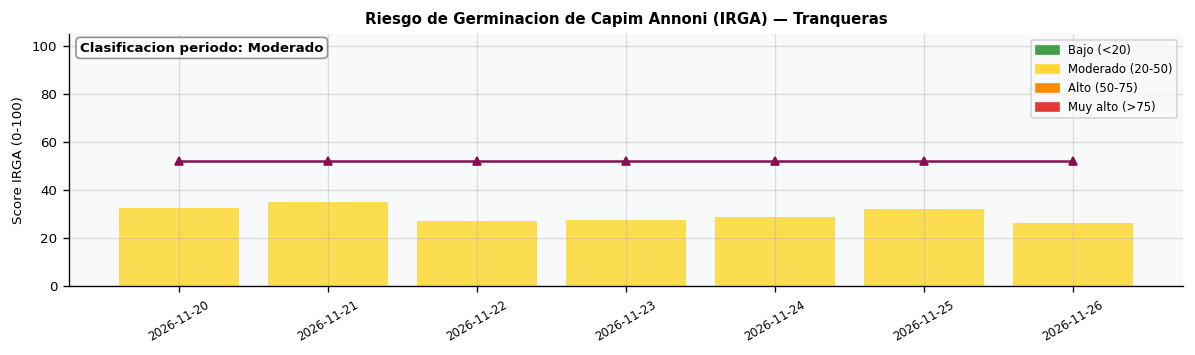 Riesgo de Germinacion de Capim Annoni (IRGA) — Tranqueras
Clasificacion periodo: Moderado
Bajo (<20)
Moderado (20-50)
Alto (50-75)
Muy alto (>75)
Score IRGA (0-100)
100
80
60
40
20
0
2026-11-20
2026-11-21
2026-11-22
2026-11-23
2026-11-24
2026-11-25
2026-11-26